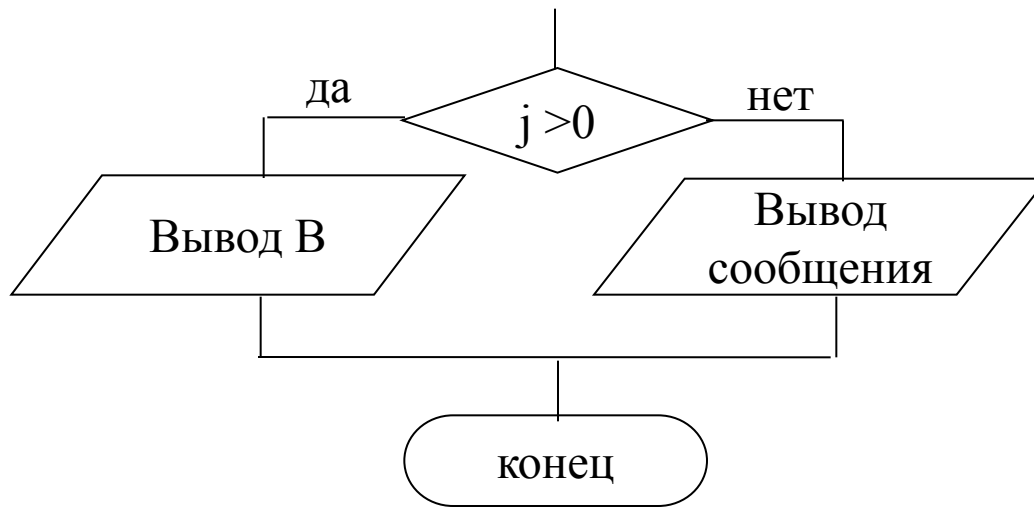 да
нет
j >0
Вывод В
Вывод
сообщения
конец